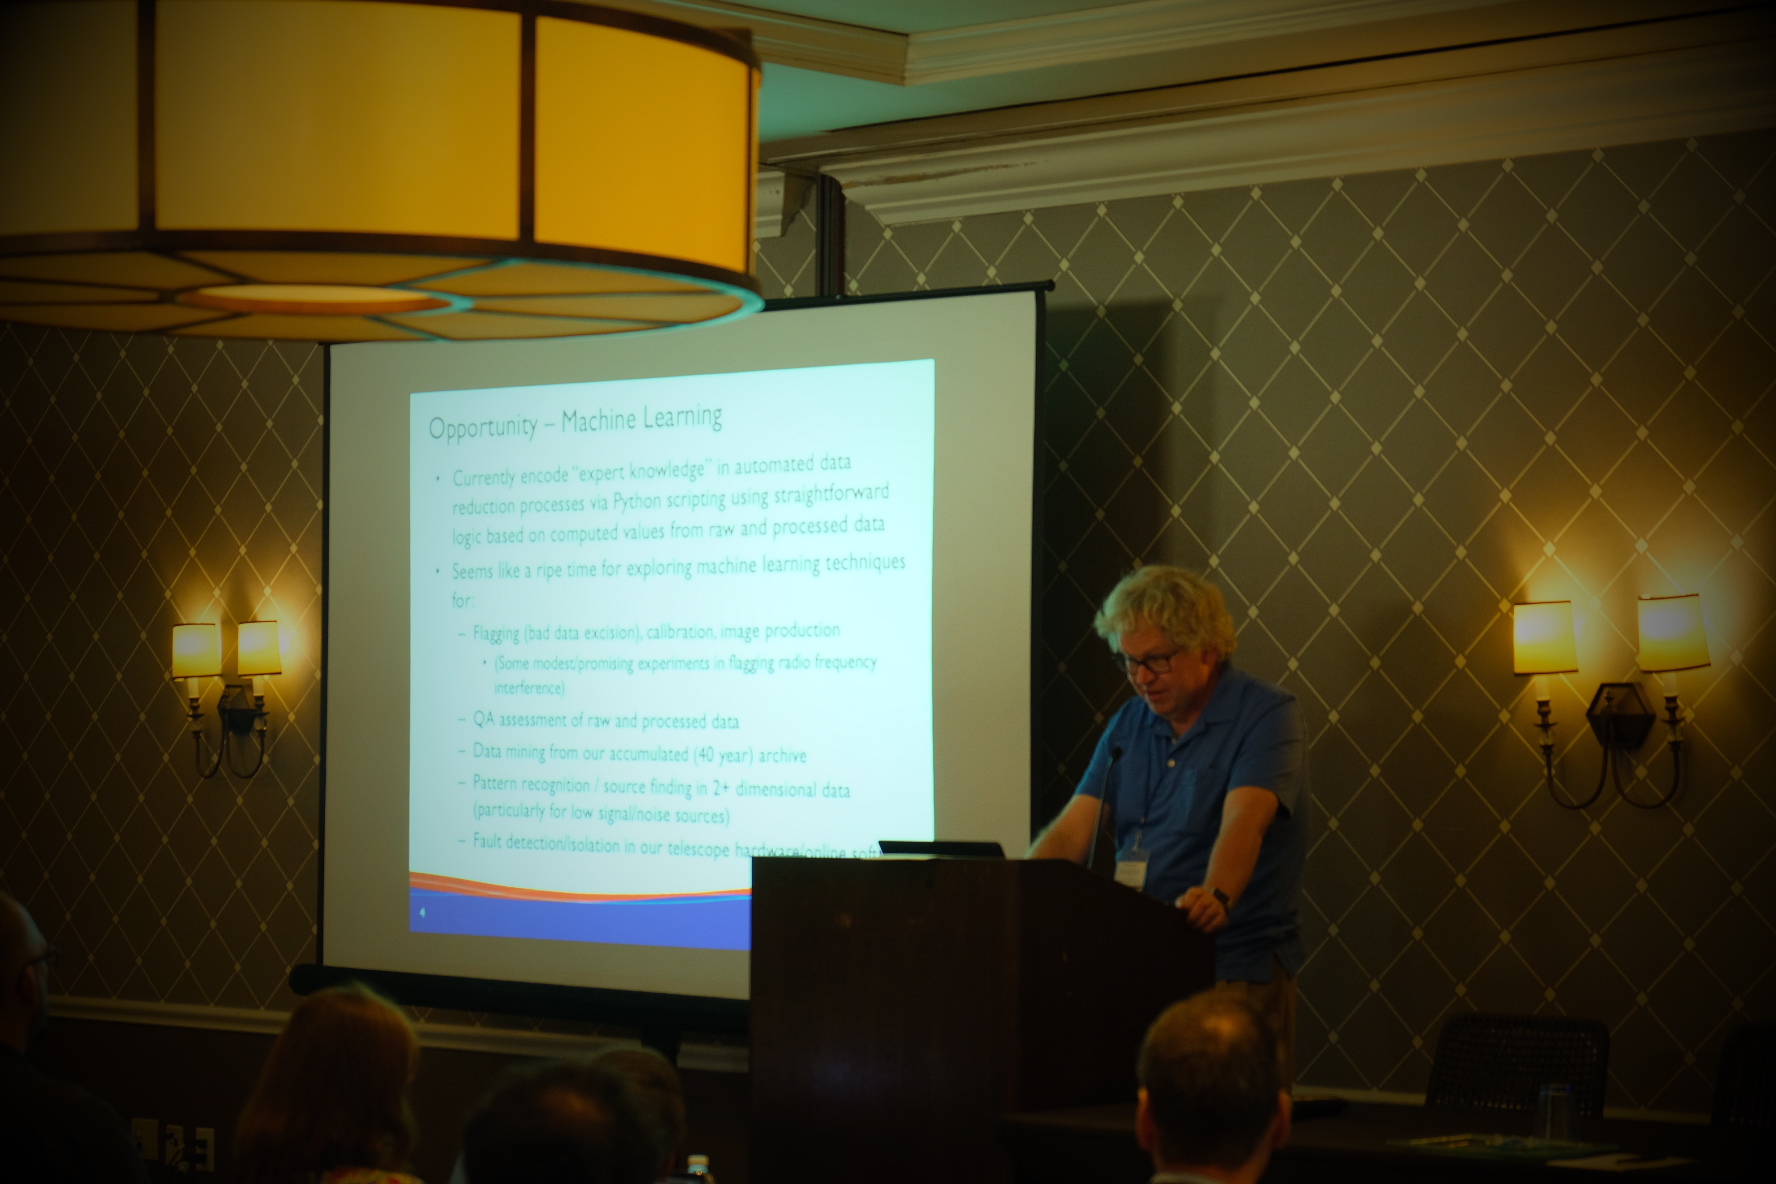 Opportunity – Machine Learning
• Currently encode “expert knowledge” in automated data
reduction processes via Python scripting using straightforward
logic based on computed values from raw and processed data
• Seems like a ripe time for exploring machine learning techniques
for:
– Flagging (bad data excision), calibration, image production
• (Some modest/promising experiments in flagging radio frequency
interference)
– QA assessment of raw and processed data
– Data mining from our accumulated (40 year) archive
– Pattern recognition / source finding in 2+ dimensional data
(particularly for low signal/noise sources)
– Fault detection/isolation in our telescope hardware/online
4